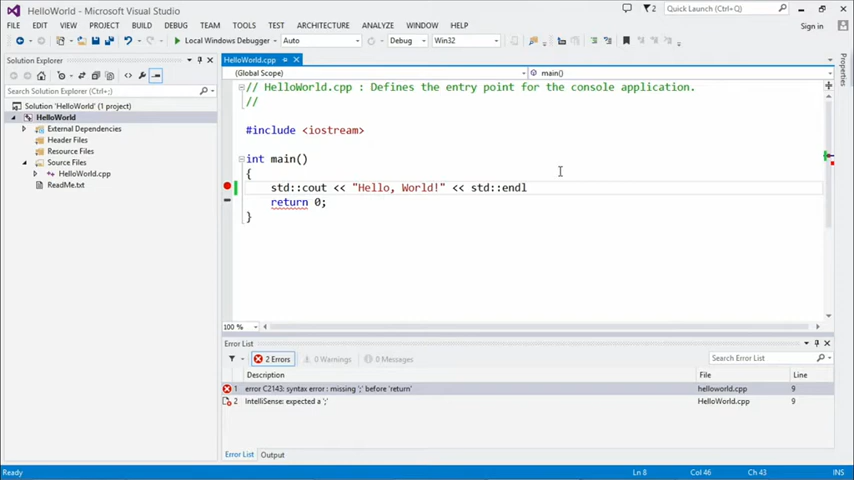 HelloWorld - Microsoft Visual Studio
2
Quick Launch (Ctrl+Q)
FILE EDIT VIEW PROJECT BUILD DEBUG TEAM TOOLS TEST ARCHITECTURE ANALYZE WINDOW HELP
Sign in
Local Windows Debugger Auto Debug Win32
Solution Explorer
Search Solution Explorer (Ctrl+;)
Solution 'HelloWorld' (1 project)
HelloWorld
External Dependencies
Header Files
Resource Files
Source Files
HelloWorld.cpp
ReadMe.txt
HelloWorld.cpp
(Global Scope) main()
// HelloWorld.cpp : Defines the entry point for the console application.
//
#include <iostream>
int main()
{
std::cout << "Hello, World!" << std::endl
return 0;
}
100 %
Properties
Error List
2 Errors 0 Warnings 0 Messages
Search Error List
Description File Line
1 error C2143: syntax error : missing ';' before 'return' helloworld.cpp 9
2 IntelliSense: expected a ';' HelloWorld.cpp 9
Error List Output
Ready Ln 8 Col 46 Ch 43 INS